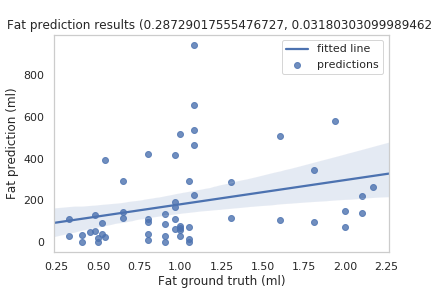 Fat prediction results (0.28729017555476727, 0.03180303099989462
fitted line
predictions
Fat prediction (ml)
800
600
400
200
0
0.25 0.50 0.75 1.00 1.25 1.50 1.75 2.00 2.25
Fat ground truth (ml)